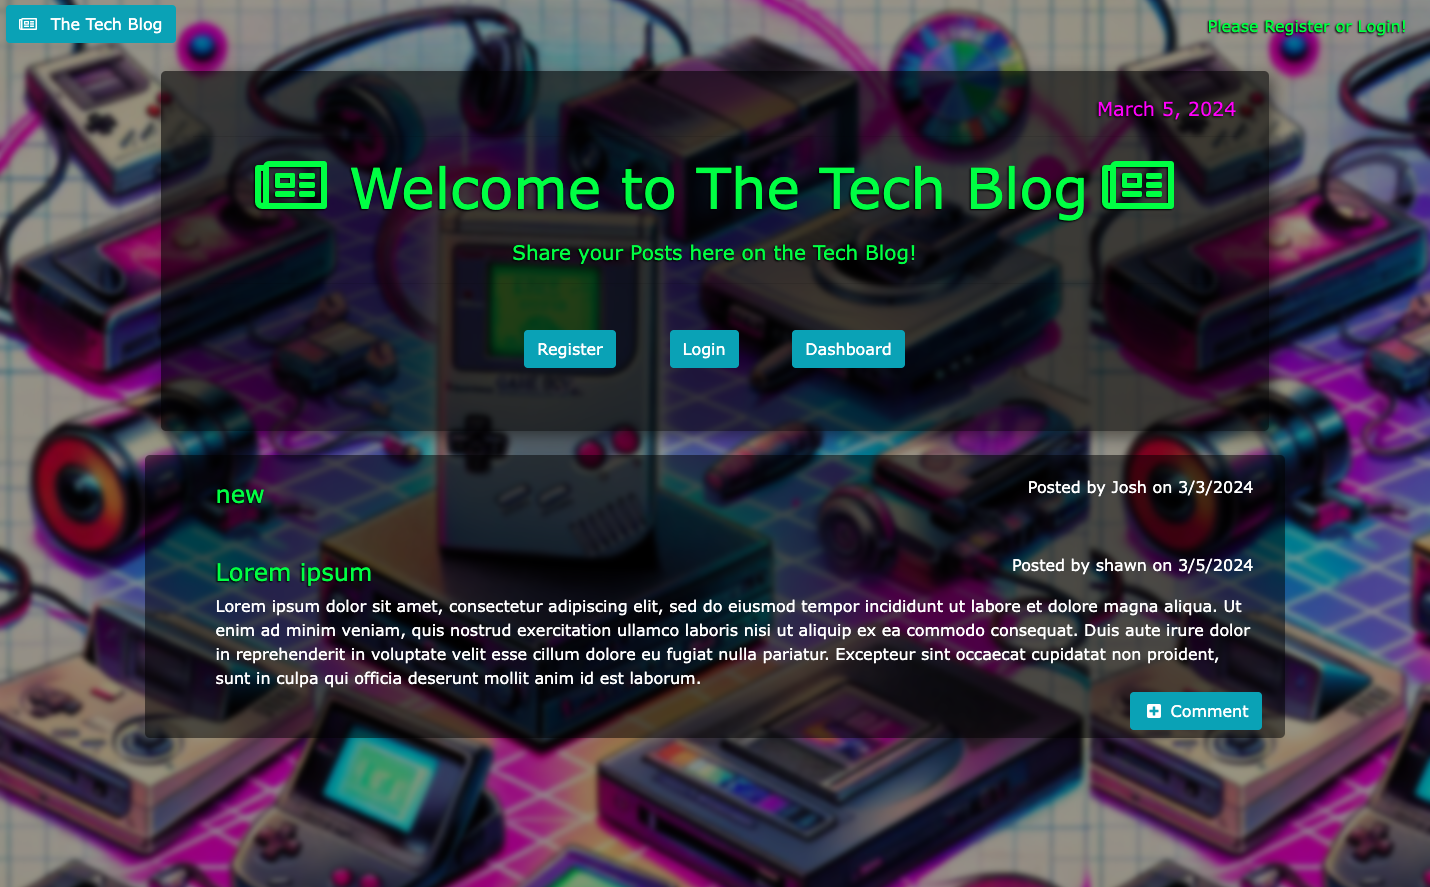 The Tech Blog
Please Register or Login!
March 5, 2024
Welcome to The Tech Blog
Share your Posts here on the Tech Blog!
Register Login Dashboard
GAME BOY
new
Posted by Josh on 3/3/2024
Lorem ipsum
Posted by shawn on 3/5/2024
Lorem ipsum dolor sit amet, consectetur adipiscing elit, sed do eiusmod tempor incididunt ut labore et dolore magna aliqua. Ut
enim ad minim veniam, quis nostrud exercitation ullamco laboris nisi ut aliquip ex ea commodo consequat. Duis aute irure dolor
in reprehenderit in voluptate velit esse cillum dolore eu fugiat nulla pariatur. Excepteur sint occaecat cupidatat non proident,
sunt in culpa qui officia deserunt mollit anim id est laborum.
Comment